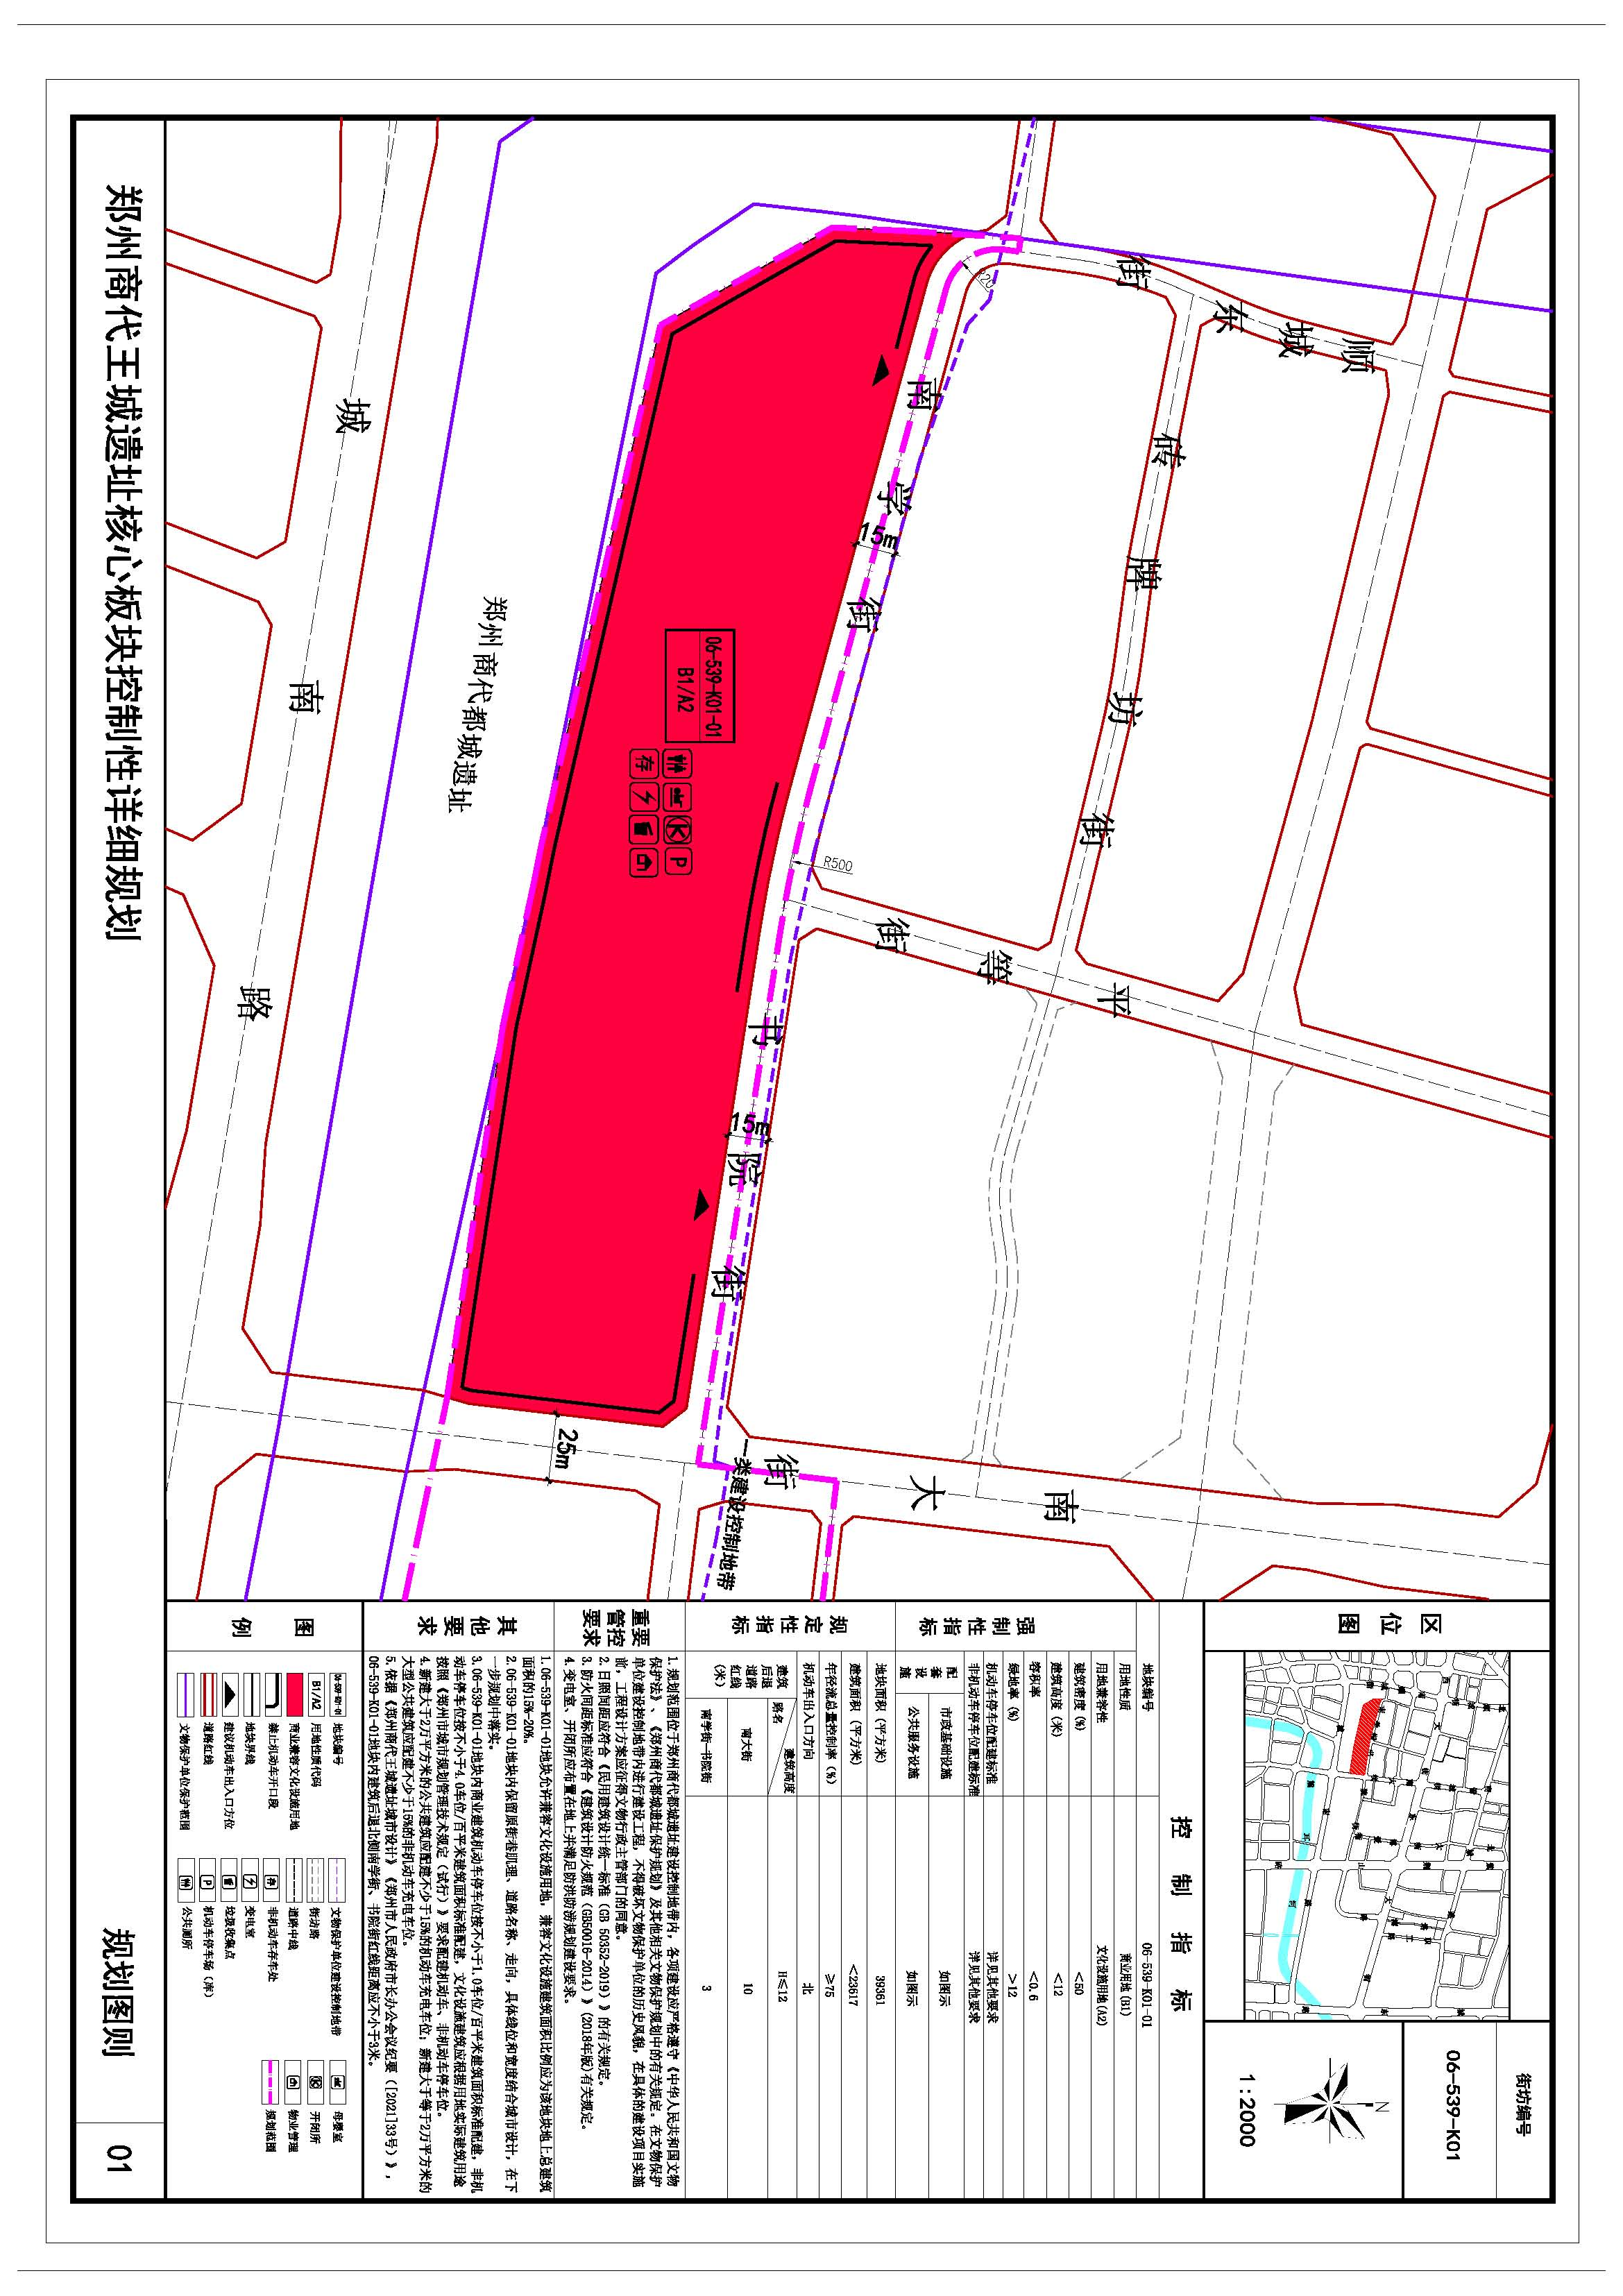 郑州商代王城遗址核心板块控制性详细规划
顺城东街
砖牌坊街
南学街
书院街
平等街
南大街
城南路
郑州商代都城遗址
一类建设控制地带
06-539-K01-01
B1/A2
P
存
R20
R500
15m
15m
25m
区位图
街坊编号
06-539-K01
N
1:2000
控制指标
强制性指标
地块编号 06-539-K01-01
用地性质 商业用地(B1)
用地兼容性 文化设施用地(A2)
建筑密度(%) <50
建筑高度(米) <12
容积率 <0.6
绿地率(%) >12
机动车停车位配建标准 详见其他要求
非机动车停车位配建标准 详见其他要求
配套设施
市政基础设施 如图示
公共服务设施 如图示
规定性指标
地块面积(平方米) 39361
建筑面积(平方米) <23617
年径流总量控制率(%) ≥75
机动车出入口方向 北
建筑后退道路红线(米)
路名 建筑高度 H≤12
南大街 10
南学街-书院街 3
重要管控要求
1.规划范围位于郑州商代都城遗址建设控制地带内,各项建设应严格遵守《中华人民共和国文物
保护法》、《郑州商代都城遗址保护规划》及其他相关文物保护规划中的有关规定。在文物保护
单位建设控制地带内进行建设工程,不得破坏文物保护单位的历史风貌,在具体的建设项目实施
前,工程设计方案应征得文物行政主管部门的同意。
2.日照间距应符合《民用建筑设计统一标准(GB 50352-2019)》的有关规定。
3.防火间距标准应符合《建筑设计防火规范(GB50016-2014)》(2018年版)有关规定。
4.变电室、开闭所应布置在地上并满足防洪防涝规划建设要求。
其他要求
1.06-539-K01-01地块允许兼容文化设施用地,兼容文化设施建筑面积比例应为该地块地上总建筑
面积的15%-20%。
2.06-539-K01-01地块内保留原街巷肌理、道路名称、走向,具体线位和宽度结合城市设计,在下
一步规划中落实。
3.06-539-K01-01地块内商业建筑机动车停车位按不小于1.0车位/百平米建筑面积标准配建,非机
动车停车位按不小于4.0车位/百平米建筑面积标准配建,文化设施建筑应根据用地实际建筑用途
按照《郑州市城市规划管理技术规定(试行)》要求配建机动车、非机动车停车位。
4.新建大于2万平方米的公共建筑应配建不少于15%的机动车充电车位;新建大于等于2万平方米的
大型公共建筑应配建不少于15%的非机动车充电车位。
5.依据《郑州商代王城遗址城市设计》《郑州市人民政府市长办公会议纪要([2021]33号)》,
06-539-K01-01地块内建筑后退北侧南学街、书院街红线距离应不小于3米。
图例
06-539-K01-01 地块编号
B1/A2 用地性质代码
商业兼容文化设施用地
禁止机动车开口段
地块界线
建议机动车出入口方位
道路红线
文物保护单位保护范围
文物保护单位建设控制地带
街坊路
道路中线
存 非机动车存车处
变电室
垃圾收集点
P 机动车停车场(库)
公共厕所
母婴室
开闭所
物业管理
规划范围
规划图则
01